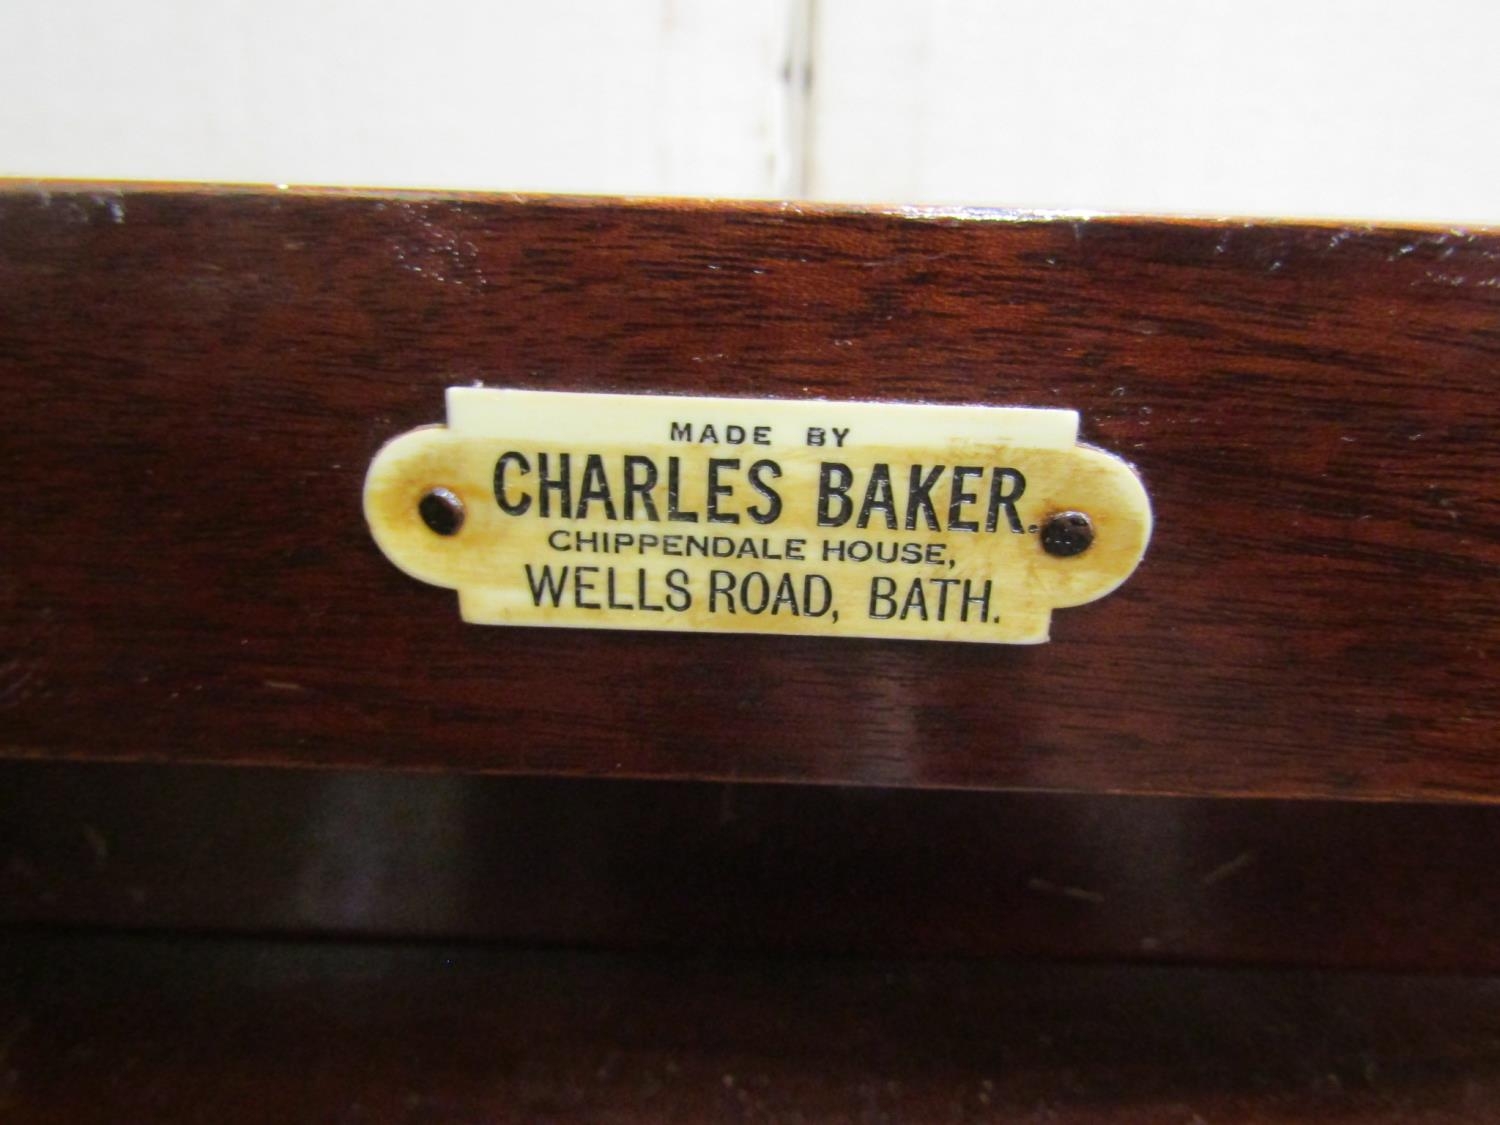 MADE BY
CHARLES BAKER.
CHIPPENDALE HOUSE,
WELLS ROAD, BATH.